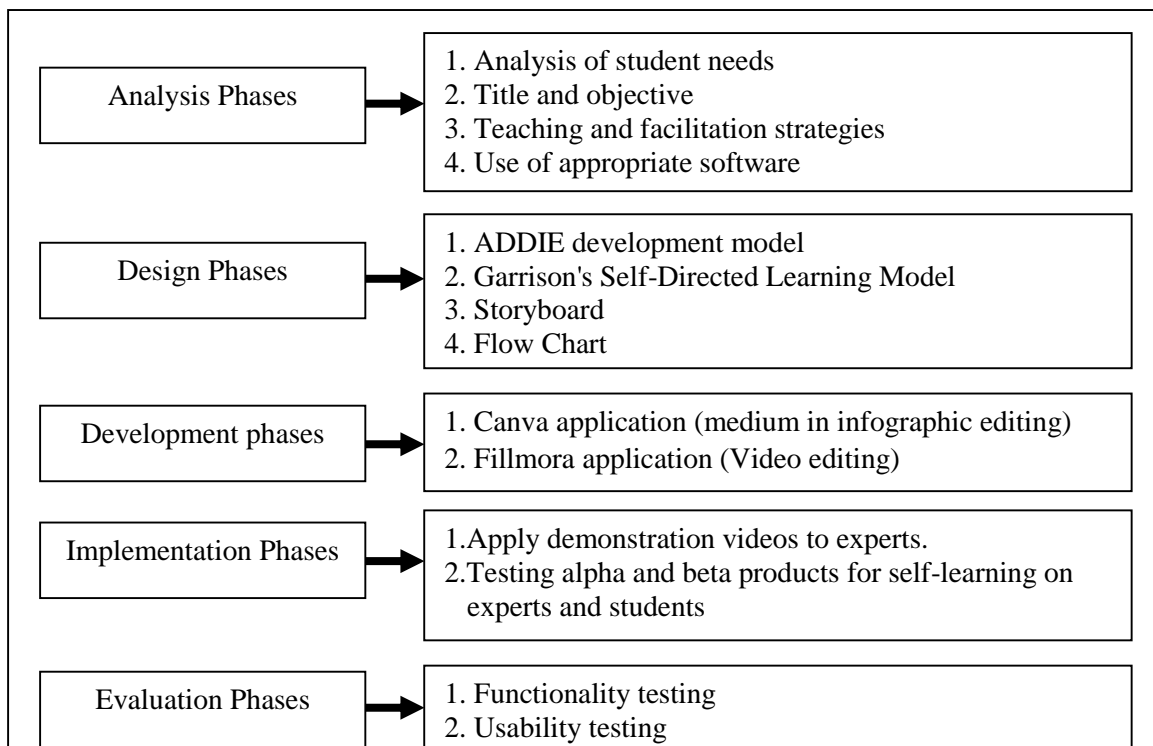 Analysis Phases
1. Analysis of student needs
2. Title and objective
3. Teaching and facilitation strategies
4. Use of appropriate software
Design Phases
1. ADDIE development model
2. Garrison's Self-Directed Learning Model
3. Storyboard
4. Flow Chart
Development phases
1. Canva application (medium in infographic editing)
2. Fillmora application (Video editing)
Implementation Phases
1.Apply demonstration videos to experts.
2.Testing alpha and beta products for self-learning on
experts and students
Evaluation Phases
1. Functionality testing
2. Usability testing